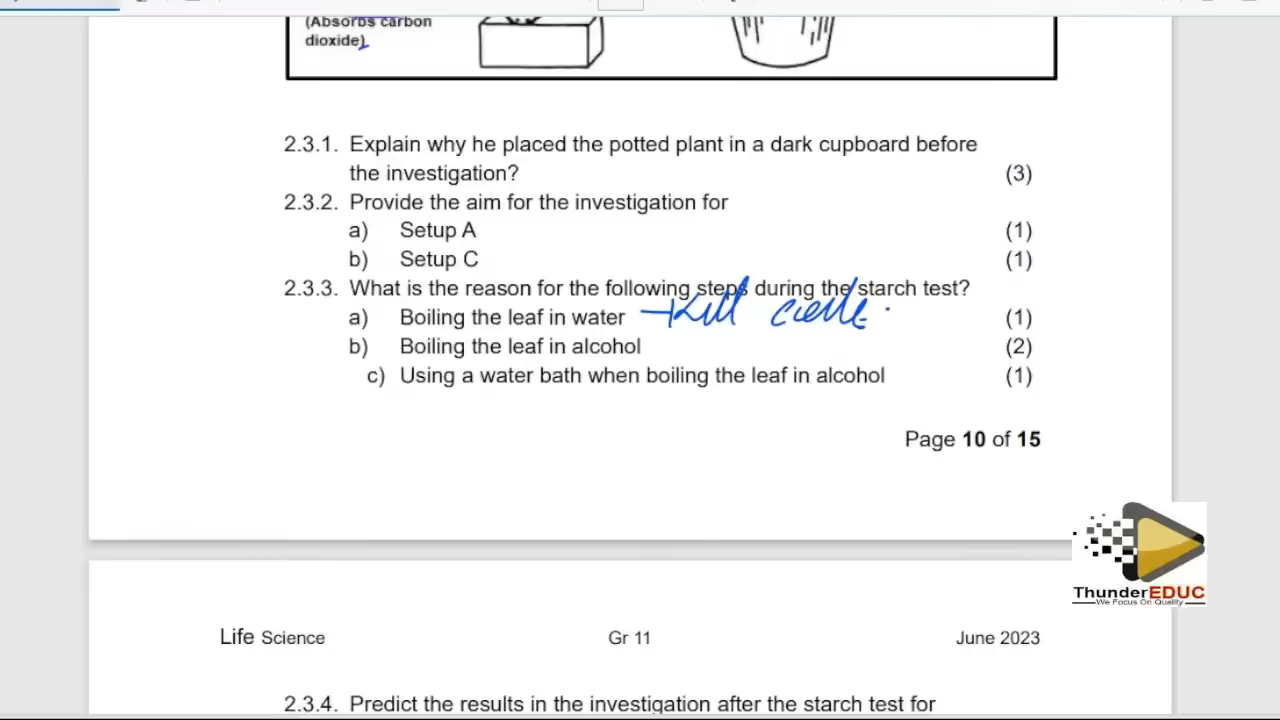 (Absorbs carbon
dioxide)
2.3.1. Explain why he placed the potted plant in a dark cupboard before
the investigation? (3)
2.3.2. Provide the aim for the investigation for
a) Setup A (1)
b) Setup C (1)
2.3.3. What is the reason for the following steps during the starch test?
a) Boiling the leaf in water Kill (1)
b) Boiling the leaf in alcohol (2)
c) Using a water bath when boiling the leaf in alcohol (1)
Page 10 of 15
ThunderEDUC
We Focus On Quality
Life Science Gr 11 June 2023
2.3.4. Predict the results in the investigation after the starch test for